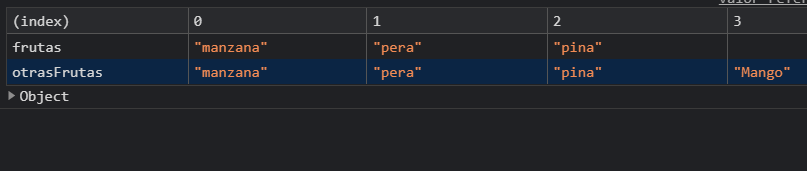 (index) 0 1 2 3
frutas "manzana" "pera" "pina"
otrasFrutas "manzana" "pera" "pina" "Mango"
Object